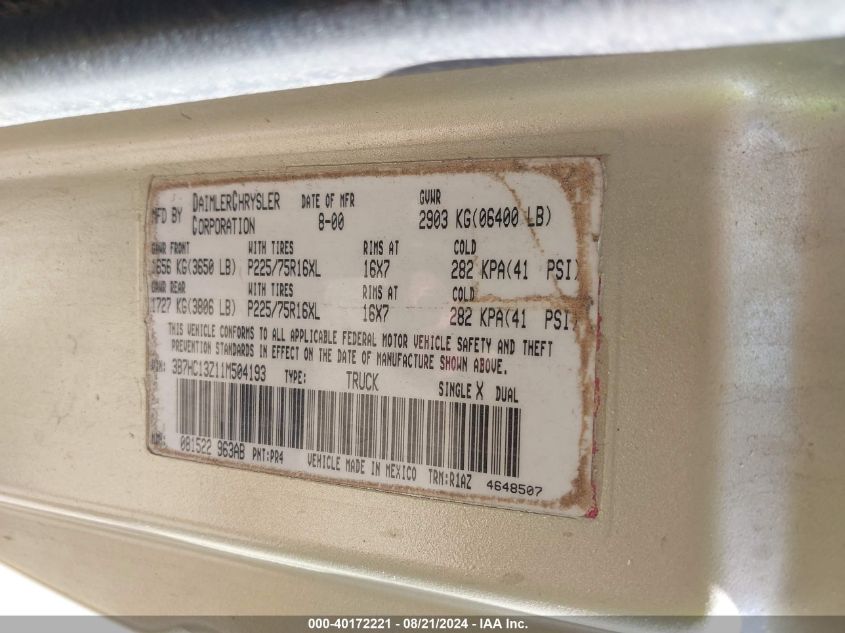 MFD BY DAIMLERCHRYSLER CORPORATION DATE OF MFR 8-00 GVWR 2903 KG(06400 LB)
GAWR FRONT WITH TIRES RIMS AT COLD
1656 KG(3650 LB) P225/75R16XL 16X7 282 KPA(41 PSI)
GAWR REAR WITH TIRES RIMS AT COLD
1727 KG(3806 LB) P225/75R16XL 16X7 282 KPA(41 PSI)
THIS VEHICLE CONFORMS TO ALL APPLICABLE FEDERAL MOTOR VEHICLE SAFETY AND THEFT
PREVENTION STANDARDS IN EFFECT ON THE DATE OF MANUFACTURE SHOWN ABOVE.
VIN: 3B7HC13Z11M504193 TYPE: TRUCK SINGLE X DUAL
MDH: 081522 963AB PNT:PR4 VEHICLE MADE IN MEXICO TRM:R1AZ 4648507
000-40172221 - 08/21/2024 - IAA Inc.